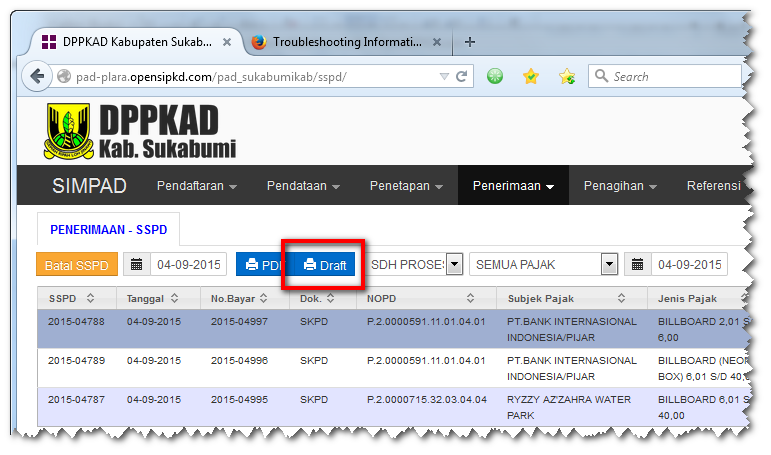 DPPKAD Kabupaten Sukab... × Troubleshooting Informati... × +
pad-plara.opensipkd.com/pad_sukabumikab/sspd/ Search
DPPKAD
Kab. Sukabumi
SIMPAD Pendaftaran Pendataan Penetapan Penerimaan Penagihan Referensi
PENERIMAAN - SSPD
Batal SSPD 04-09-2015 PDF Draft SDH PROSES SEMUA PAJAK 04-09-2015
SSPD Tanggal No.Bayar Dok. NOPD Subjek Pajak Jenis Pajak
2015-04788 04-09-2015 2015-04997 SKPD P.2.0000591.11.01.04.01 PT.BANK INTERNASIONAL BILLBOARD 2,01 S
INDONESIA/PIJAR 6,00
2015-04789 04-09-2015 2015-04996 SKPD P.2.0000591.11.01.04.01 PT.BANK INTERNASIONAL BILLBOARD (NEON
INDONESIA/PIJAR BOX) 6,01 S/D 40,
2015-04787 04-09-2015 2015-04995 SKPD P.2.0000715.32.03.04.04 RYZZY AZ'ZAHRA WATER BILLBOARD 6,01 S
PARK 40,00